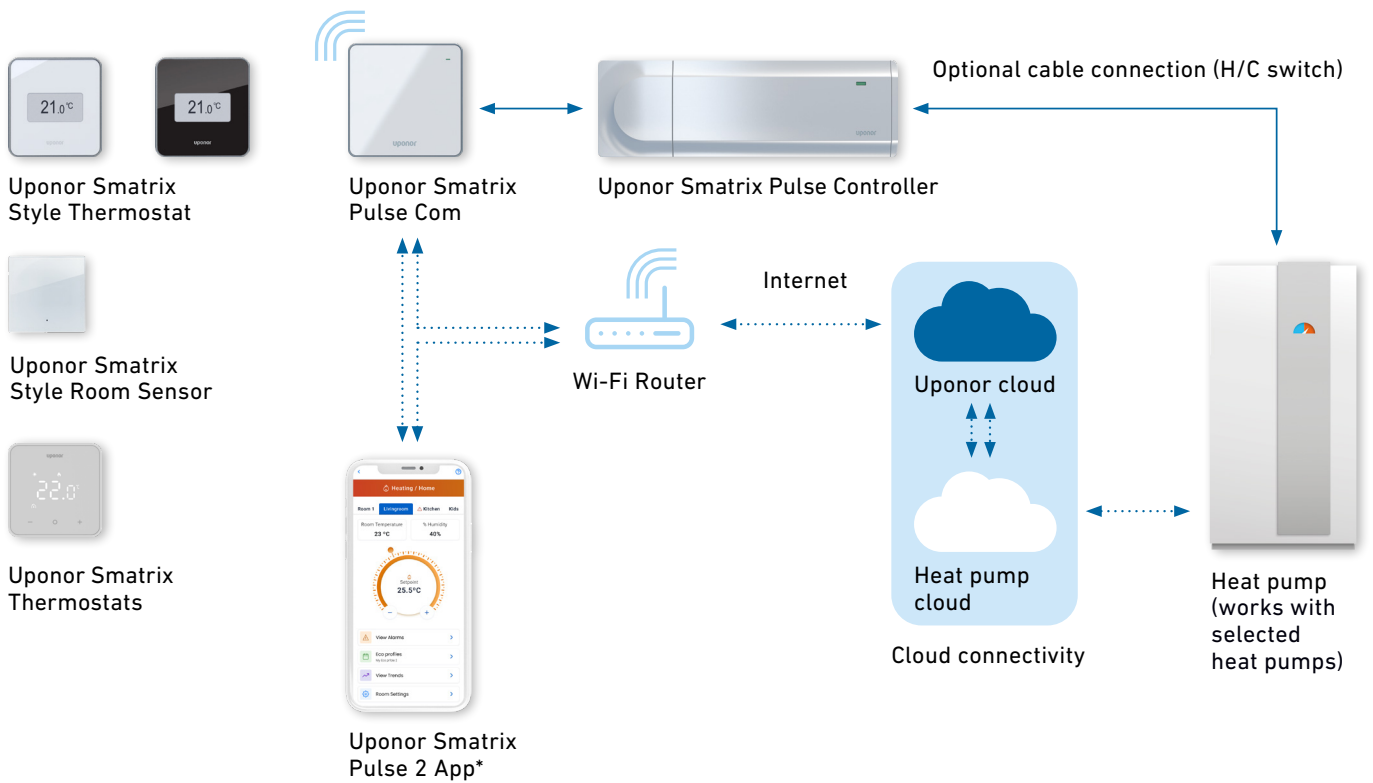 Optional cable connection (H/C switch)
21.0 °C
uponor
21.0 °C
uponor
uponor
uponor
Uponor Smatrix
Style Thermostat
Uponor Smatrix
Pulse Com
Uponor Smatrix Pulse Controller
Uponor Smatrix
Style Room Sensor
Internet
Wi-Fi Router
Uponor cloud
uponor
22.0°
Uponor Smatrix
Thermostats
Heating / Home
Room 1 Livingroom Kitchen Kids
Room Temperature % Humidity
23 °C 40%
Setpoint
25.5°C
− +
View Alarms
Eco profiles
View Trends
Room Settings
Heat pump
cloud
Cloud connectivity
Heat pump
(works with
selected
heat pumps)
Uponor Smatrix
Pulse 2 App*